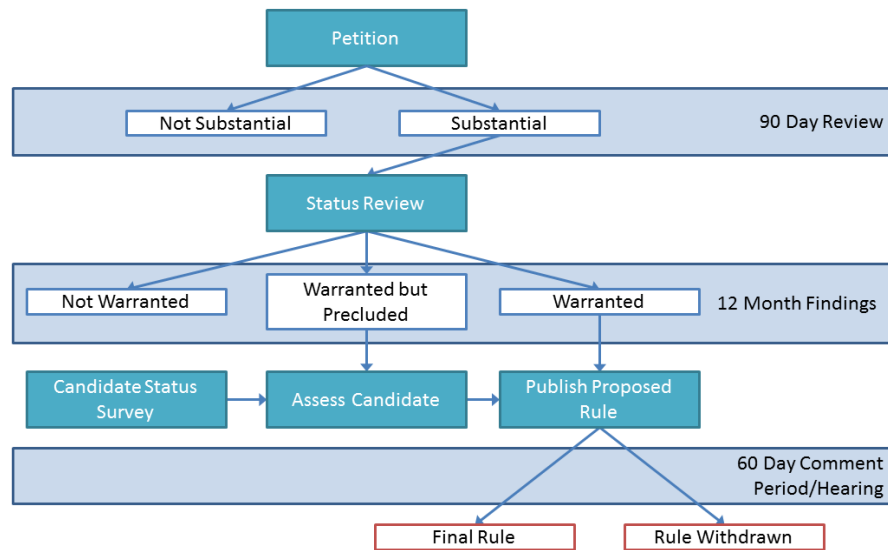 Petition
Not Substantial
Substantial
90 Day Review
Status Review
Not Warranted
Warranted but
Precluded
Warranted
12 Month Findings
Candidate Status
Survey
Assess Candidate
Publish Proposed
Rule
60 Day Comment
Period/Hearing
Final Rule
Rule Withdrawn